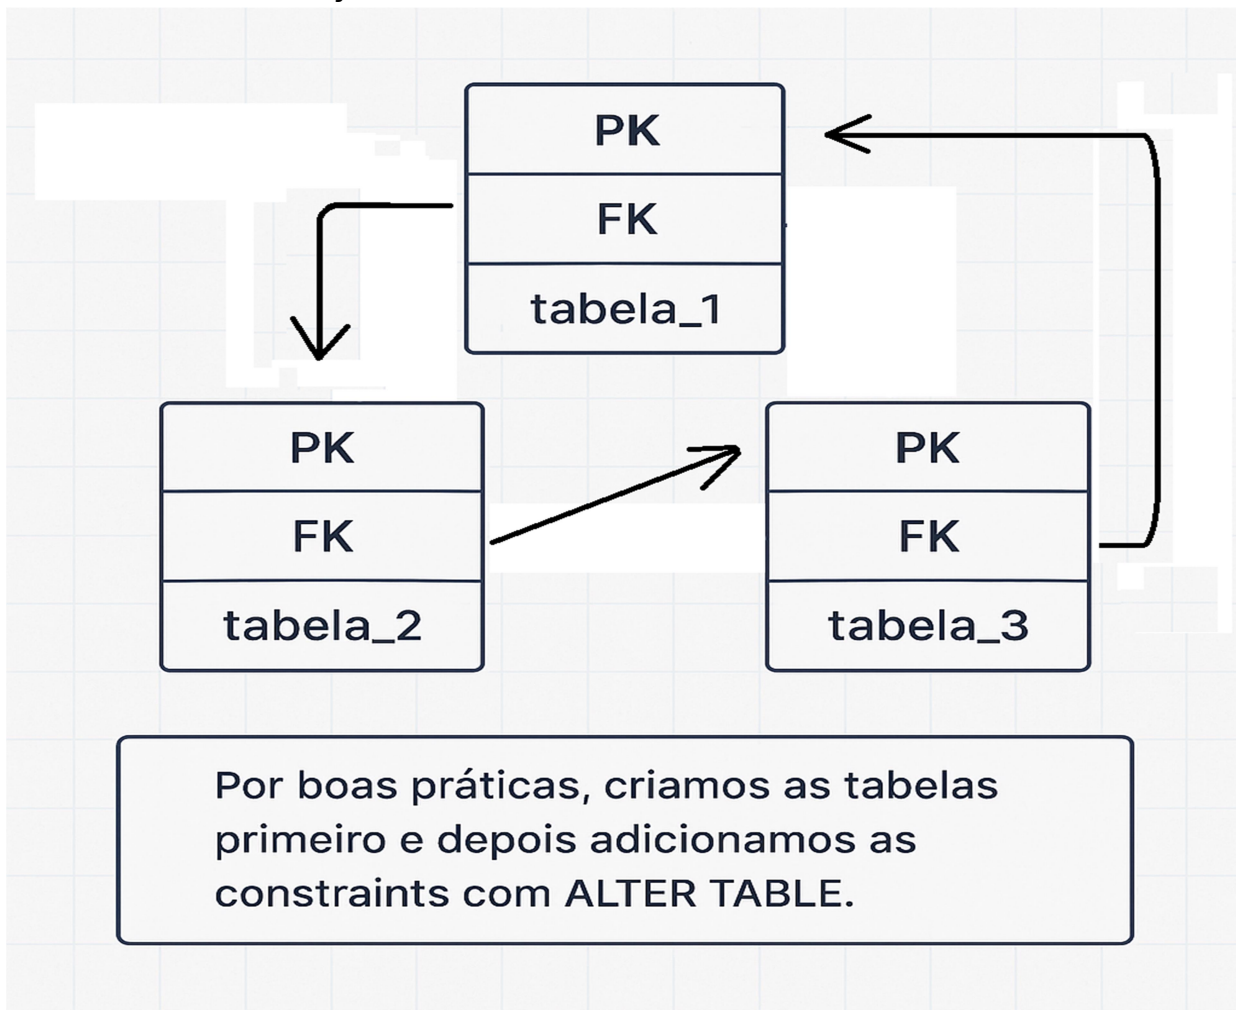 PK
FK
tabela_1
PK
FK
tabela_2
PK
FK
tabela_3
Por boas práticas, criamos as tabelas
primeiro e depois adicionamos as
constraints com ALTER TABLE.